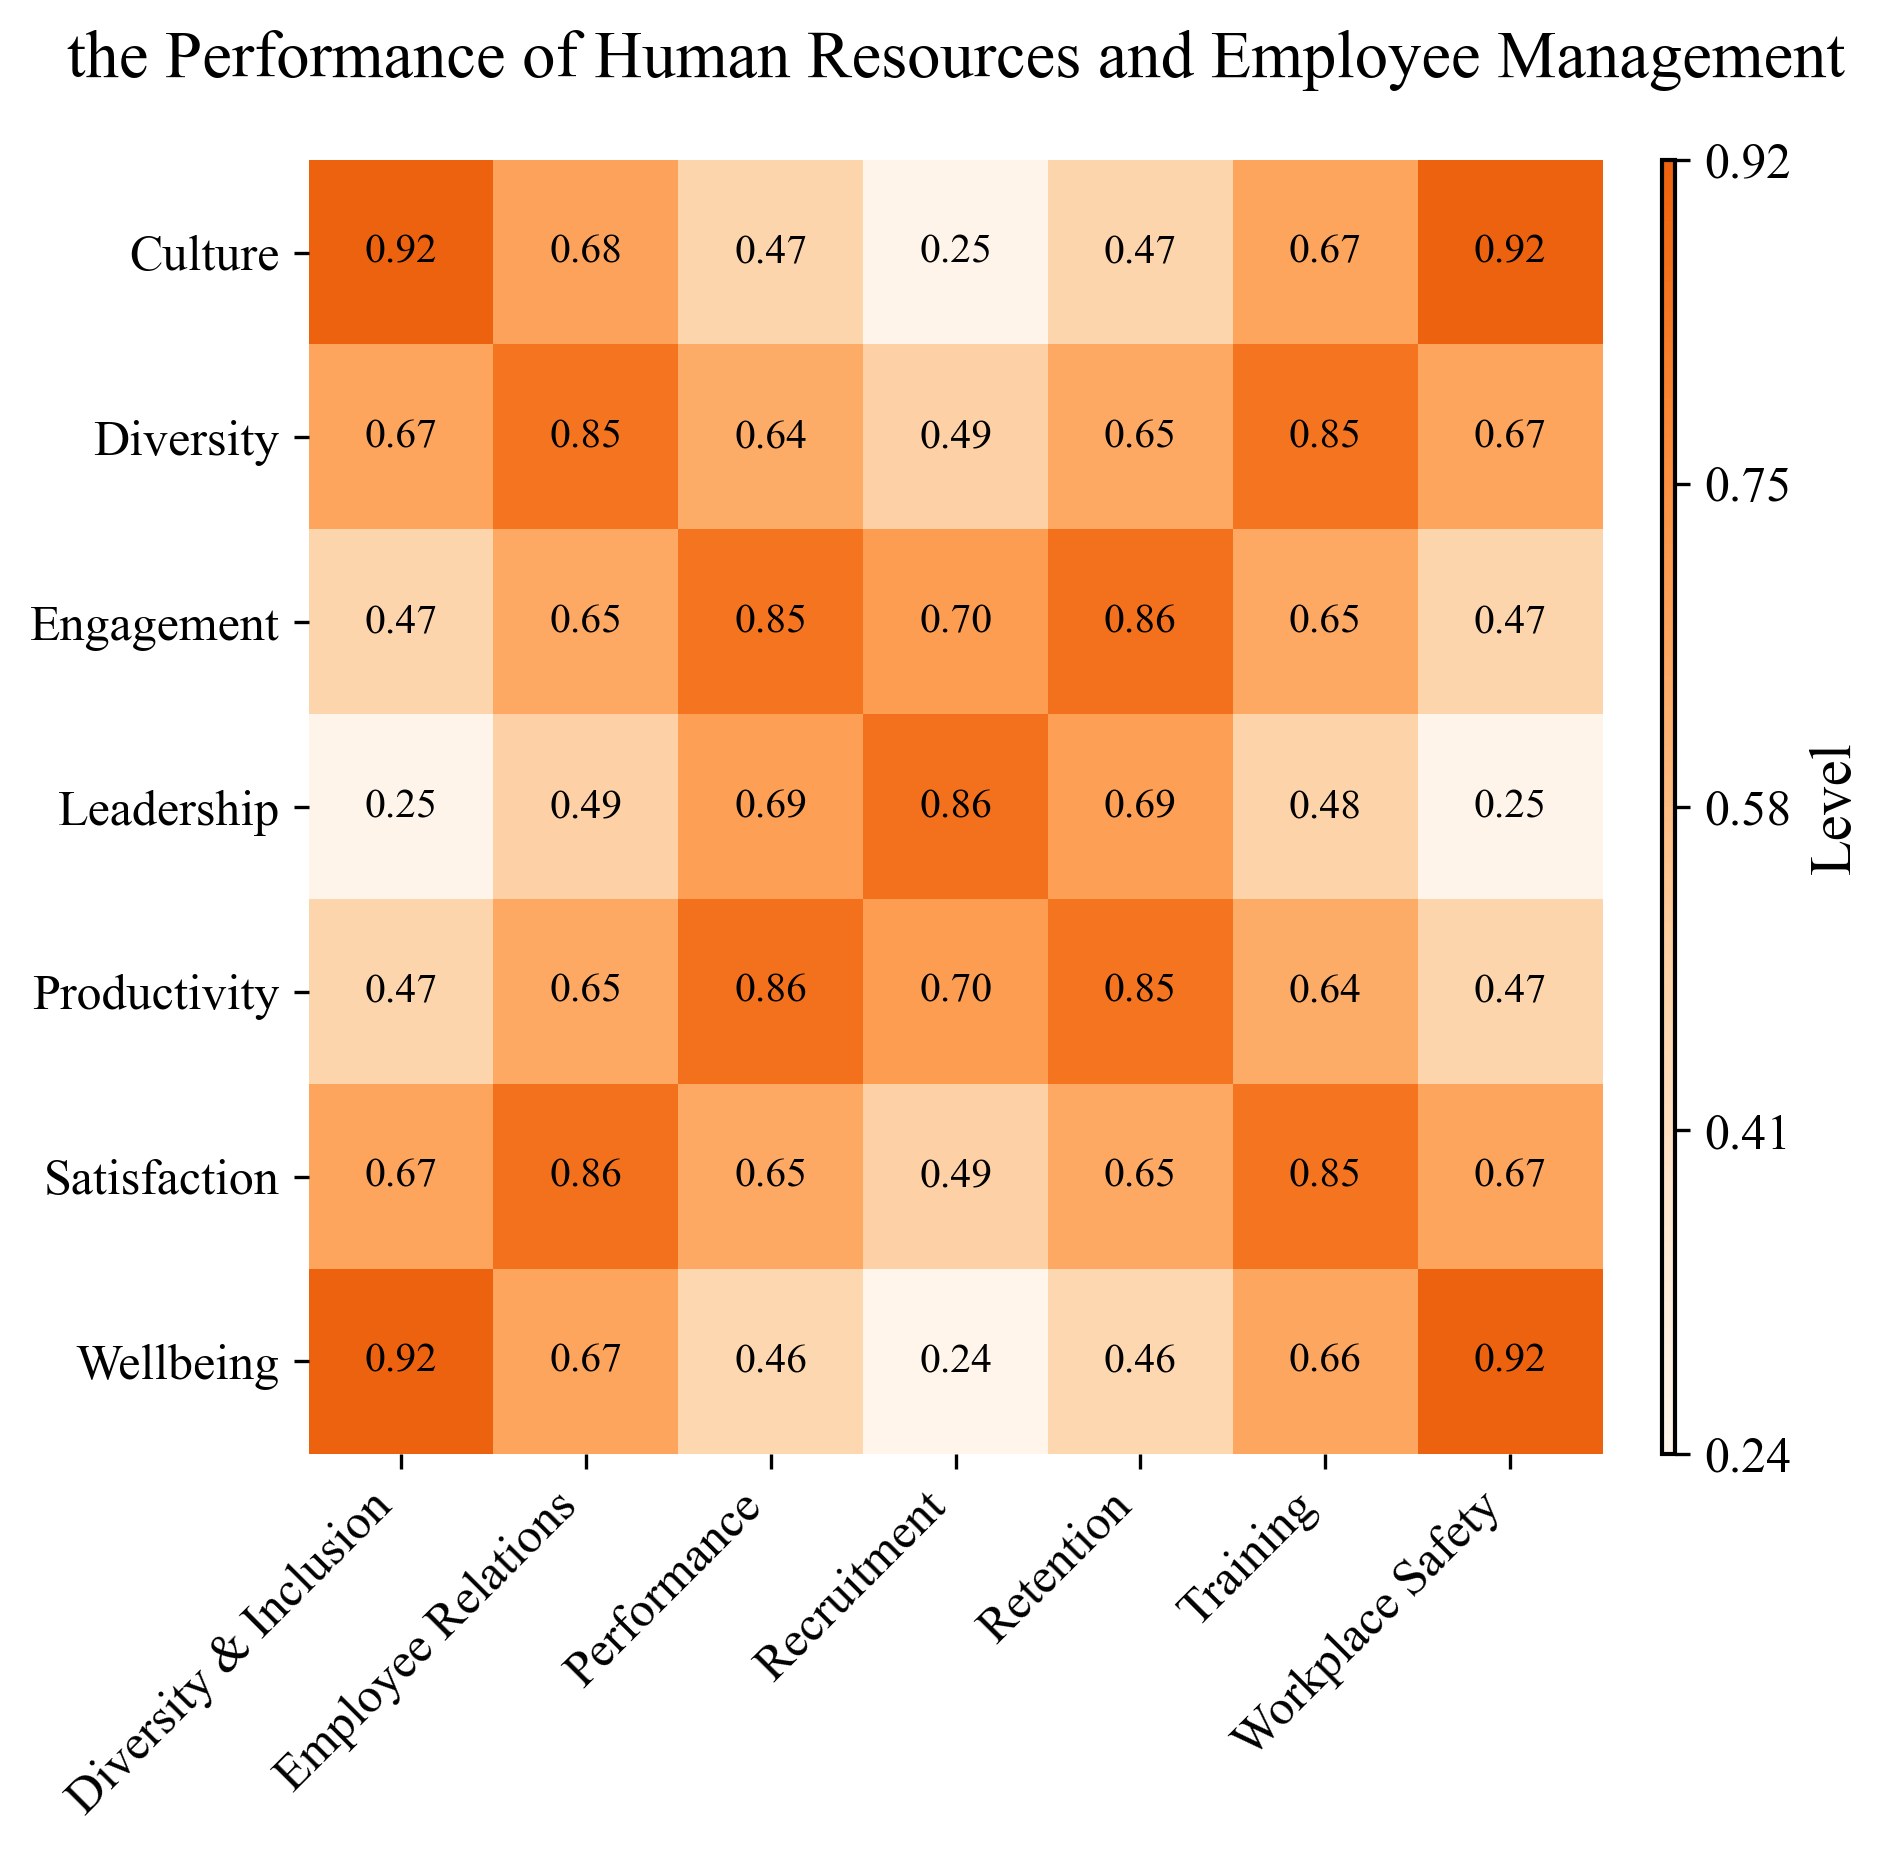 the Performance of Human Resources and Employee Management
Culture 0.92 0.68 0.47 0.25 0.47 0.67 0.92
Diversity 0.67 0.85 0.64 0.49 0.65 0.85 0.67
Engagement 0.47 0.65 0.85 0.70 0.86 0.65 0.47
Leadership 0.25 0.49 0.69 0.86 0.69 0.48 0.25
Productivity 0.47 0.65 0.86 0.70 0.85 0.64 0.47
Satisfaction 0.67 0.86 0.65 0.49 0.65 0.85 0.67
Wellbeing 0.92 0.67 0.46 0.24 0.46 0.66 0.92
Diversity & Inclusion
Employee Relations
Performance
Recruitment
Retention
Training
Workplace Safety
0.92
0.75
0.58
0.41
0.24
Level